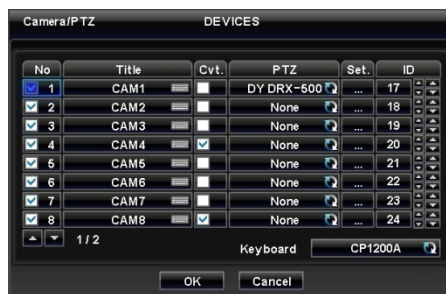 Camera/PTZ DEVICES
No Title Cvt. PTZ Set. ID
1 CAM1 DY DRX-500 ... 17
2 CAM2 None ... 18
3 CAM3 None ... 19
4 CAM4 None ... 20
5 CAM5 None ... 21
6 CAM6 None ... 22
7 CAM7 None ... 23
8 CAM8 None ... 24
1/2
Keyboard CP1200A
OK Cancel